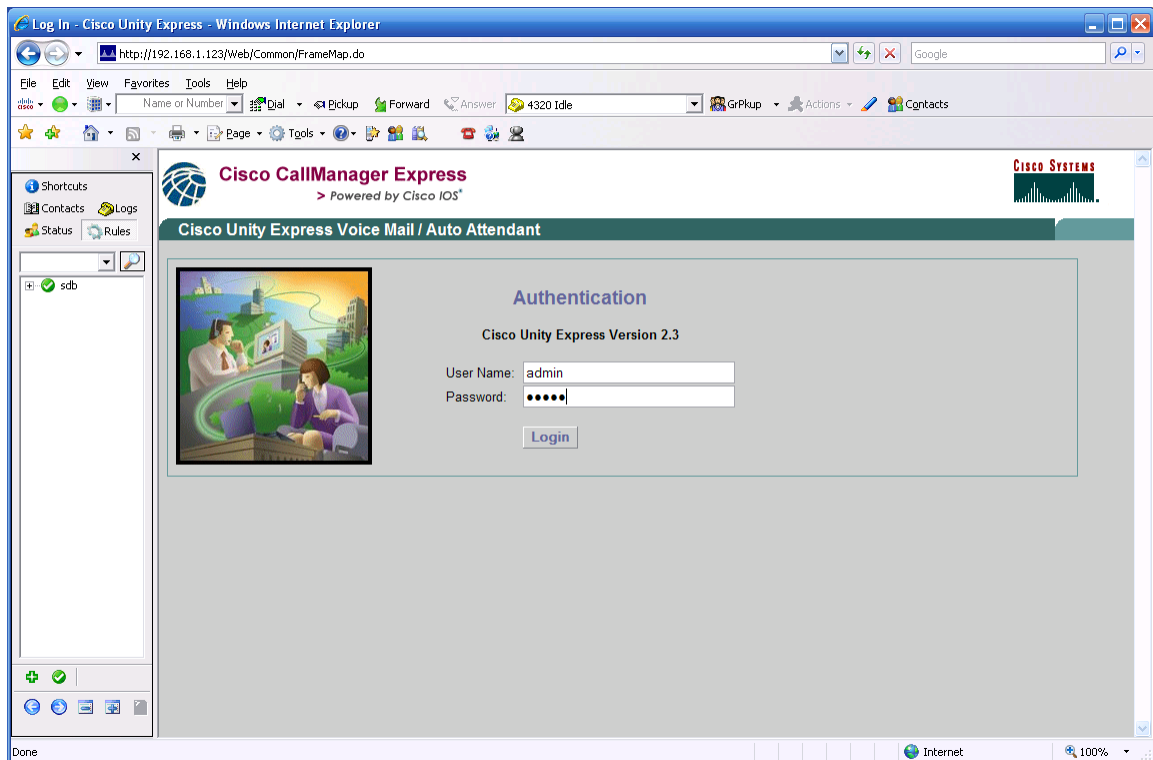 Log In - Cisco Unity Express - Windows Internet Explorer
http://192.168.1.123/Web/Common/FrameMap.do
Google
File Edit View Favorites Tools Help
CISCO Name or Number Dial Pickup Forward Answer 4320 Idle GrPkup Actions Contacts
Page Tools
Shortcuts
Contacts Logs
Status Rules
sdb
Cisco CallManager Express
> Powered by Cisco IOS®
CISCO SYSTEMS
Cisco Unity Express Voice Mail / Auto Attendant
Authentication
Cisco Unity Express Version 2.3
User Name: admin
Password: •••••
Login
Done Internet 100%